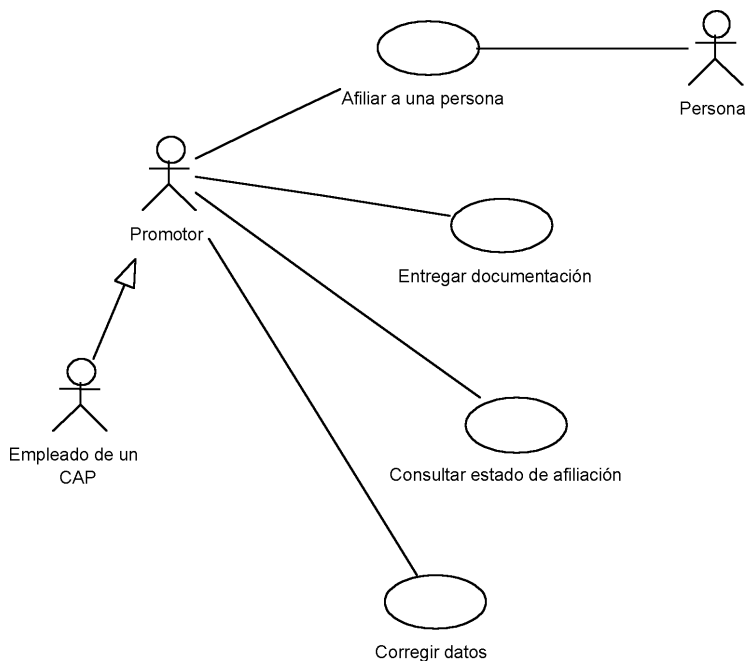 Afiliar a una persona
Persona
Promotor
Entregar documentación
Empleado de un
CAP
Consultar estado de afiliación
Corregir datos